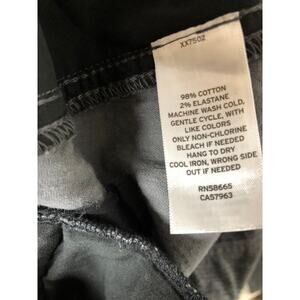 XX7502
98% COTTON
2% ELASTANE
MACHINE WASH COLD,
GENTLE CYCLE, WITH
LIKE COLORS
ONLY NON-CHLORINE
BLEACH IF NEEDED
HANG TO DRY
COOL IRON, WRONG SIDE
OUT IF NEEDED
RN58665
CA57963